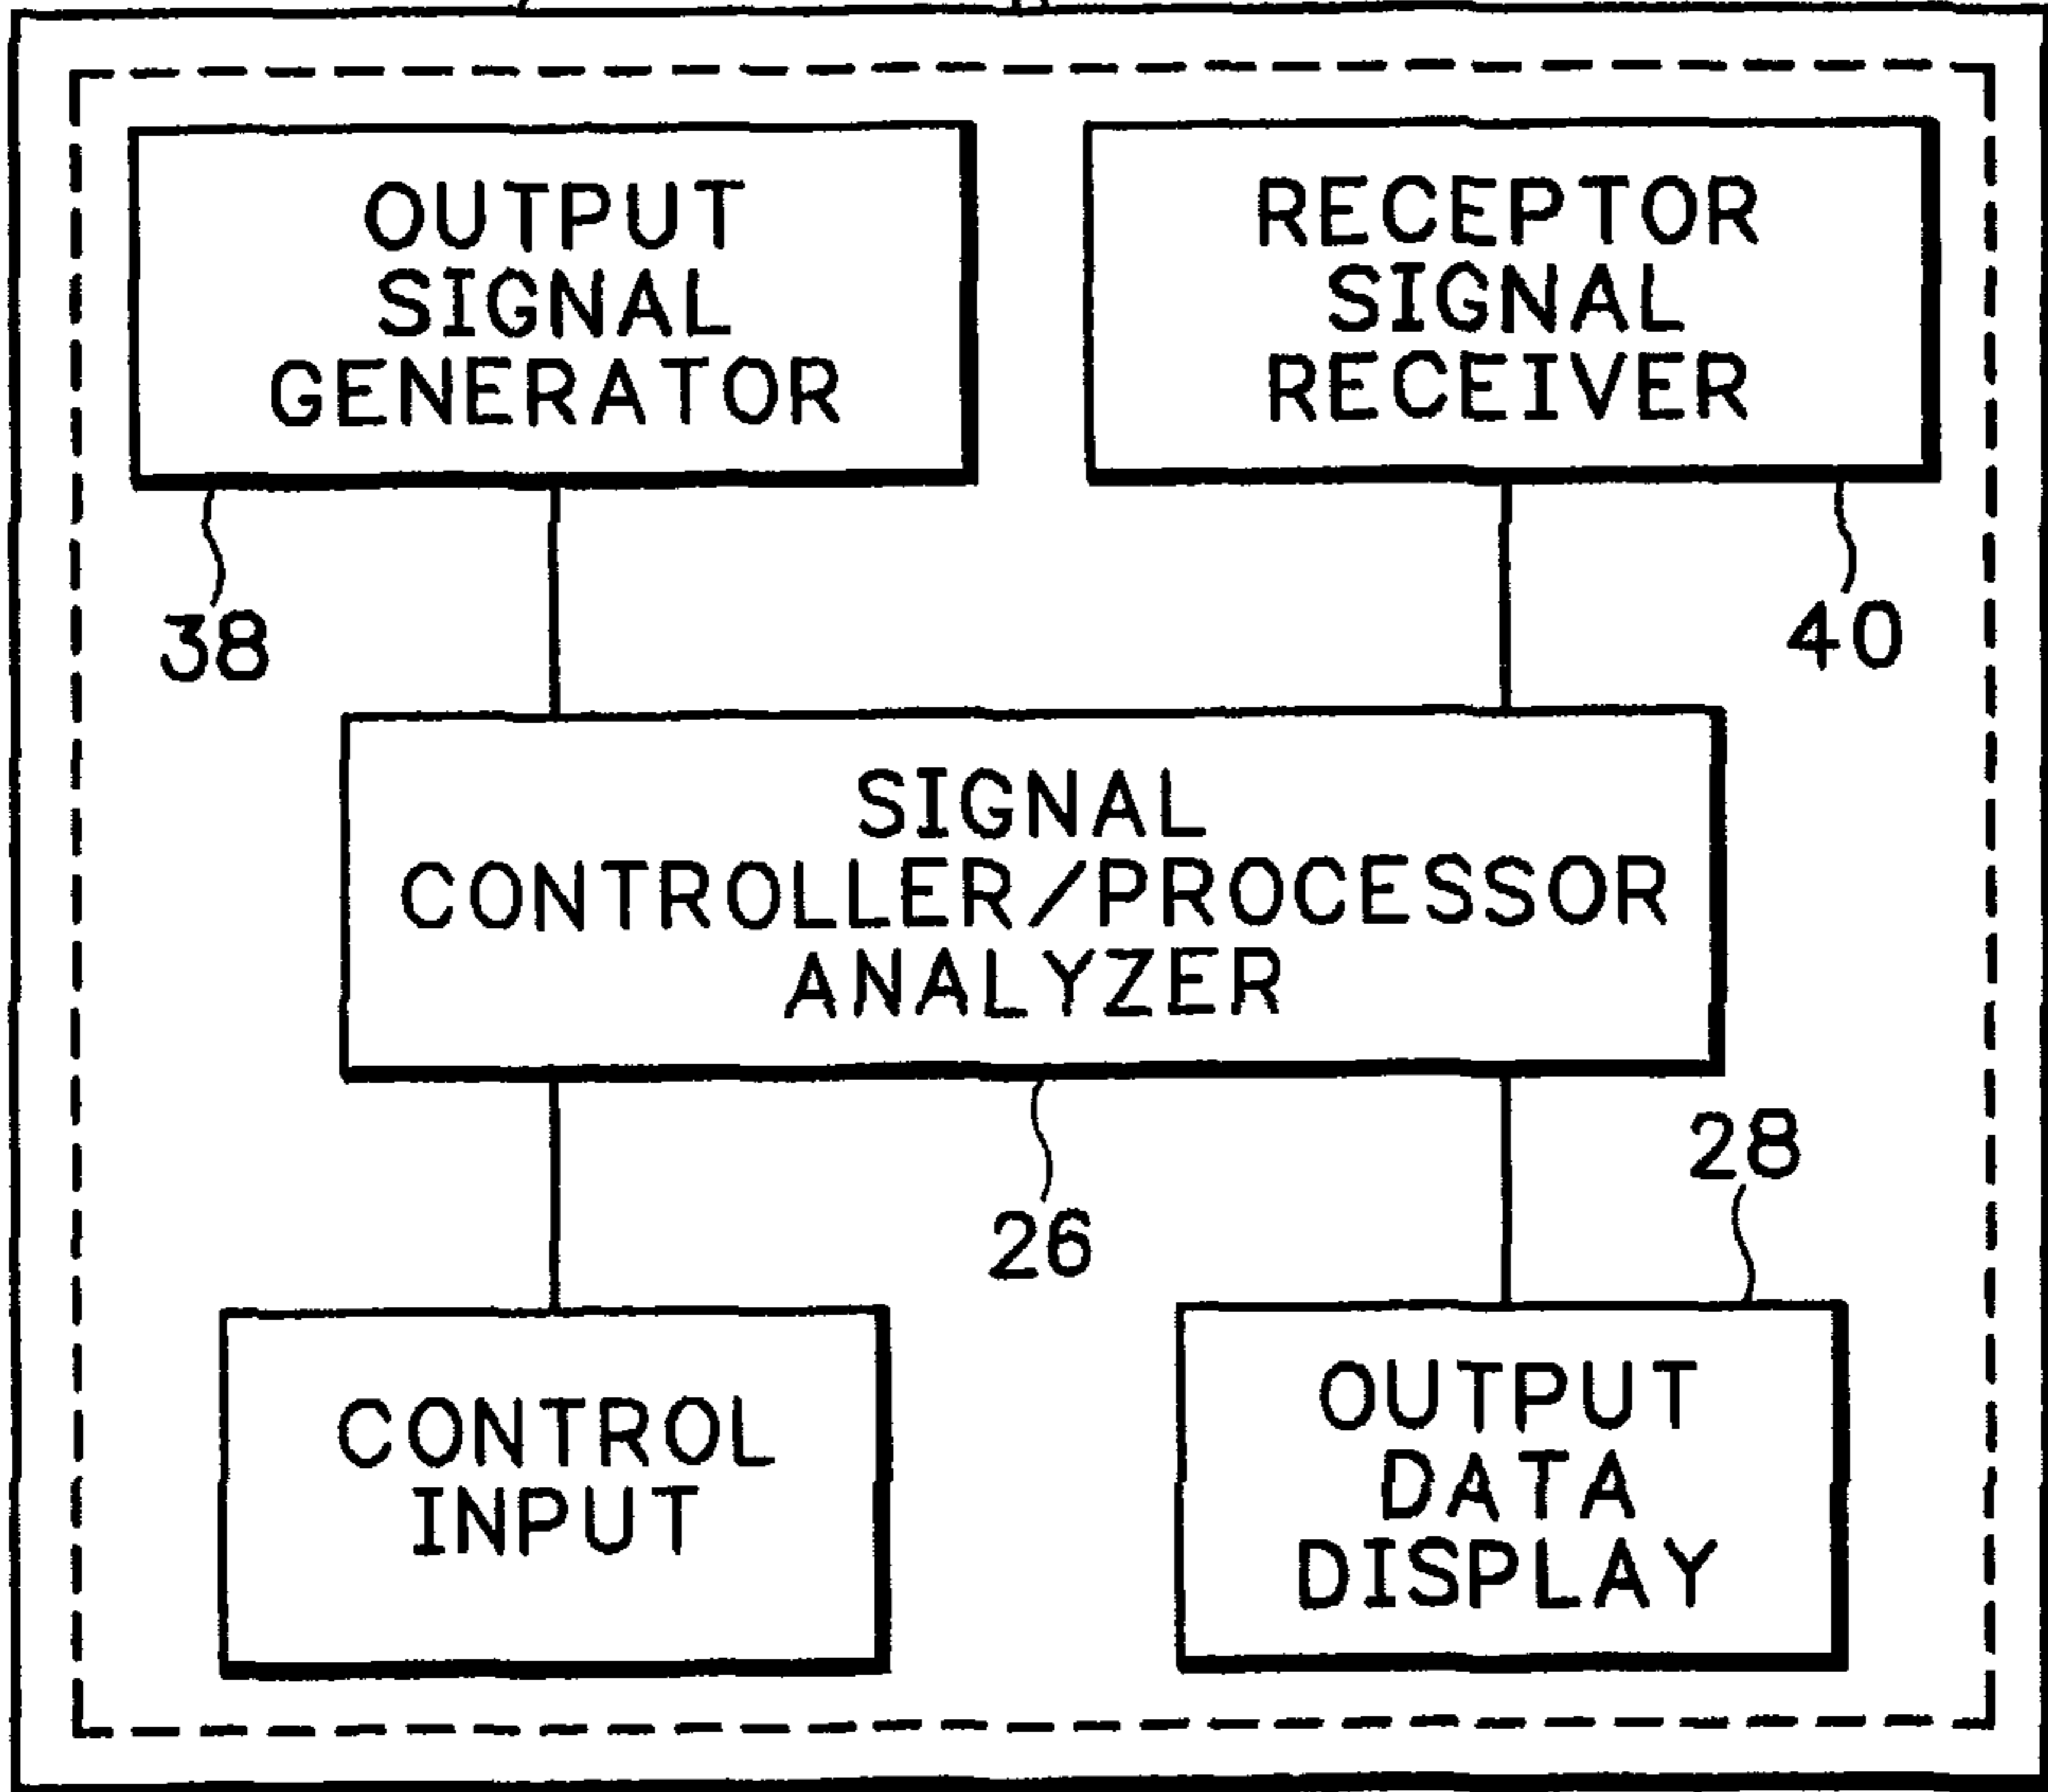 OUTPUT
SIGNAL
GENERATOR
RECEPTOR
SIGNAL
RECEIVER
38
40
SIGNAL
CONTROLLER/PROCESSOR
ANALYZER
26
28
CONTROL
INPUT
OUTPUT
DATA
DISPLAY